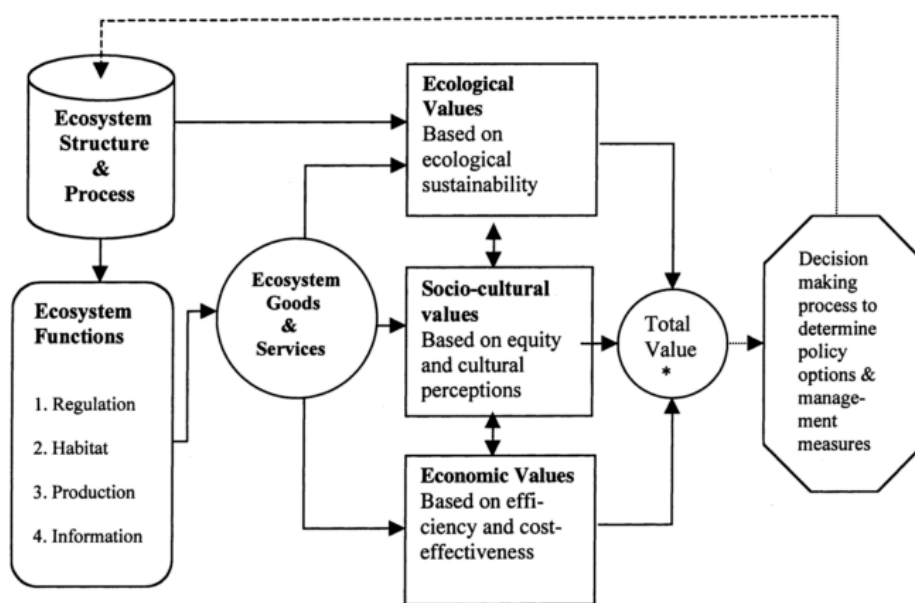 Ecosystem
Structure
&
Process
Ecosystem
Functions
1. Regulation
2. Habitat
3. Production
4. Information
Ecosystem
Goods
&
Services
Ecological
Values
Based on
ecological
sustainability
Socio-cultural
values
Based on equity
and cultural
perceptions
Economic Values
Based on effi-
ciency and cost-
effectiveness
Total
Value
*
Decision
making
process to
determine
policy
options &
manage-
ment
measures